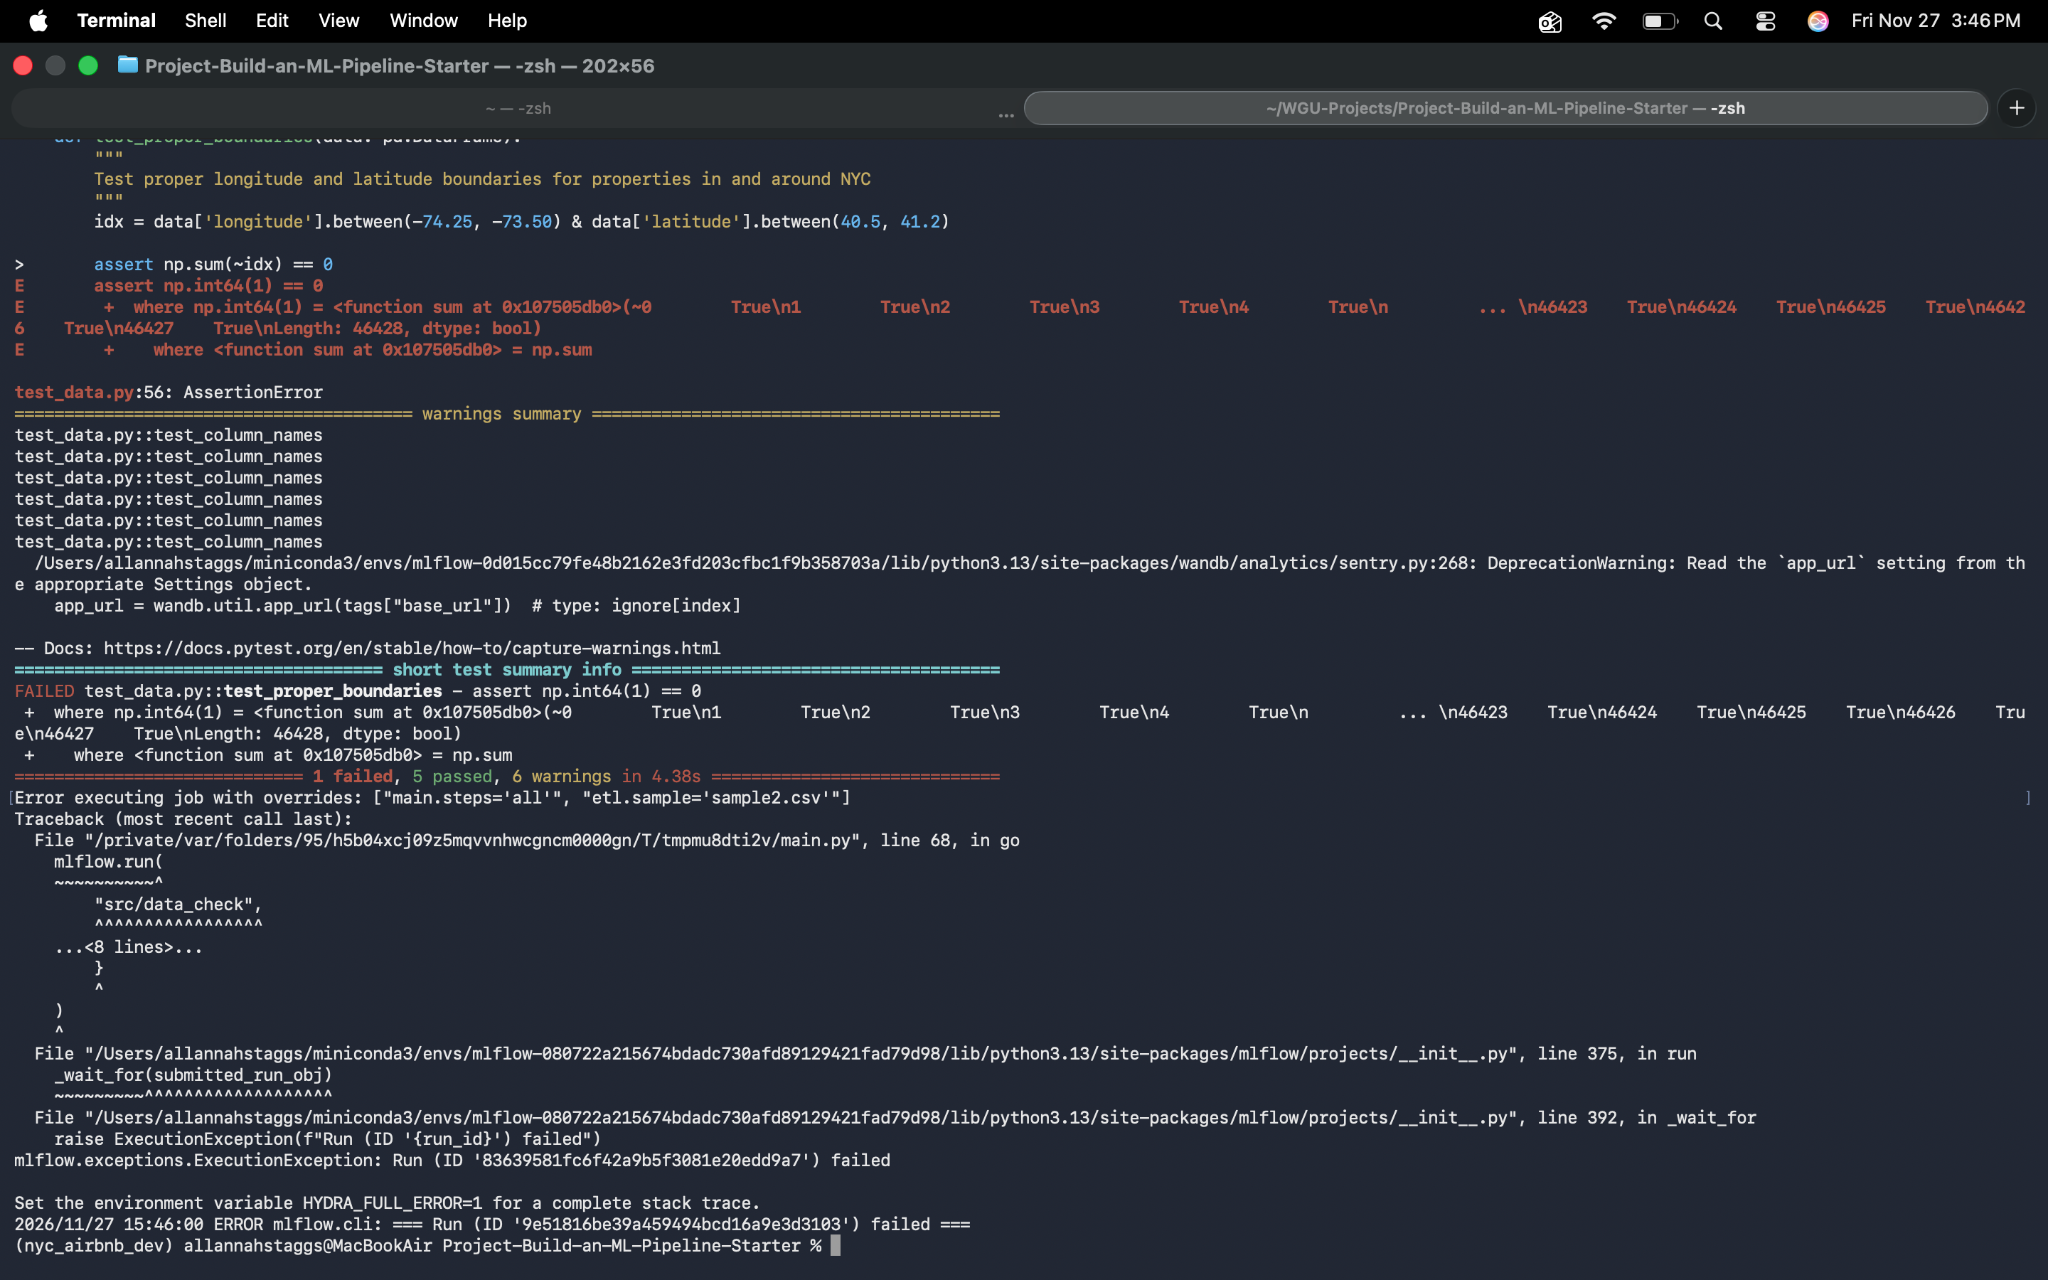 Terminal Shell Edit View Window Help Fri Nov 27 3:46 PM
Project-Build-an-ML-Pipeline-Starter — -zsh — 202×56
~ — -zsh ... ~/WGU-Projects/Project-Build-an-ML-Pipeline-Starter — -zsh +
def test_proper_boundaries(data: pd.DataFrame):
"""
Test proper longitude and latitude boundaries for properties in and around NYC
"""
idx = data['longitude'].between(-74.25, -73.50) & data['latitude'].between(40.5, 41.2)
> assert np.sum(~idx) == 0
E assert np.int64(1) == 0
E + where np.int64(1) = <function sum at 0x107505db0>(~0 True\n1 True\n2 True\n3 True\n4 True\n ... \n46423 True\n46424 True\n46425 True\n4642
6 True\n46427 True\nLength: 46428, dtype: bool)
E + where <function sum at 0x107505db0> = np.sum
test_data.py:56: AssertionError
======================================== warnings summary =========================================
test_data.py::test_column_names
test_data.py::test_column_names
test_data.py::test_column_names
test_data.py::test_column_names
test_data.py::test_column_names
test_data.py::test_column_names
/Users/allannahstaggs/miniconda3/envs/mlflow-0d015cc79fe48b2162e3fd203cfbc1f9b358703a/lib/python3.13/site-packages/wandb/analytics/sentry.py:268: DeprecationWarning: Read the `app_url` setting from th
e appropriate Settings object.
app_url = wandb.util.app_url(tags["base_url"]) # type: ignore[index]
-- Docs: https://docs.pytest.org/en/stable/how-to/capture-warnings.html
===================================== short test summary info =====================================
FAILED test_data.py::test_proper_boundaries - assert np.int64(1) == 0
+ where np.int64(1) = <function sum at 0x107505db0>(~0 True\n1 True\n2 True\n3 True\n4 True\n ... \n46423 True\n46424 True\n46425 True\n46426 Tru
e\n46427 True\nLength: 46428, dtype: bool)
+ where <function sum at 0x107505db0> = np.sum
============================= 1 failed, 5 passed, 6 warnings in 4.38s =============================
[Error executing job with overrides: ["main.steps='all'", "etl.sample='sample2.csv'"] ]
Traceback (most recent call last):
File "/private/var/folders/95/h5b04xcj09z5mqvvnhwcgncm0000gn/T/tmpmu8dti2v/main.py", line 68, in go
mlflow.run(
~~~~~~~~~~^
"src/data_check",
^^^^^^^^^^^^^^^^^
...<8 lines>...
}
^
)
^
File "/Users/allannahstaggs/miniconda3/envs/mlflow-080722a215674bdadc730afd89129421fad79d98/lib/python3.13/site-packages/mlflow/projects/__init__.py", line 375, in run
_wait_for(submitted_run_obj)
~~~~~~~~~^^^^^^^^^^^^^^^^^^^
File "/Users/allannahstaggs/miniconda3/envs/mlflow-080722a215674bdadc730afd89129421fad79d98/lib/python3.13/site-packages/mlflow/projects/__init__.py", line 392, in _wait_for
raise ExecutionException(f"Run (ID '{run_id}') failed")
mlflow.exceptions.ExecutionException: Run (ID '83639581fc6f42a9b5f3081e20edd9a7') failed
Set the environment variable HYDRA_FULL_ERROR=1 for a complete stack trace.
2026/11/27 15:46:00 ERROR mlflow.cli: === Run (ID '9e51816be39a459494bcd16a9e3d3103') failed ===
(nyc_airbnb_dev) allannahstaggs@MacBookAir Project-Build-an-ML-Pipeline-Starter %